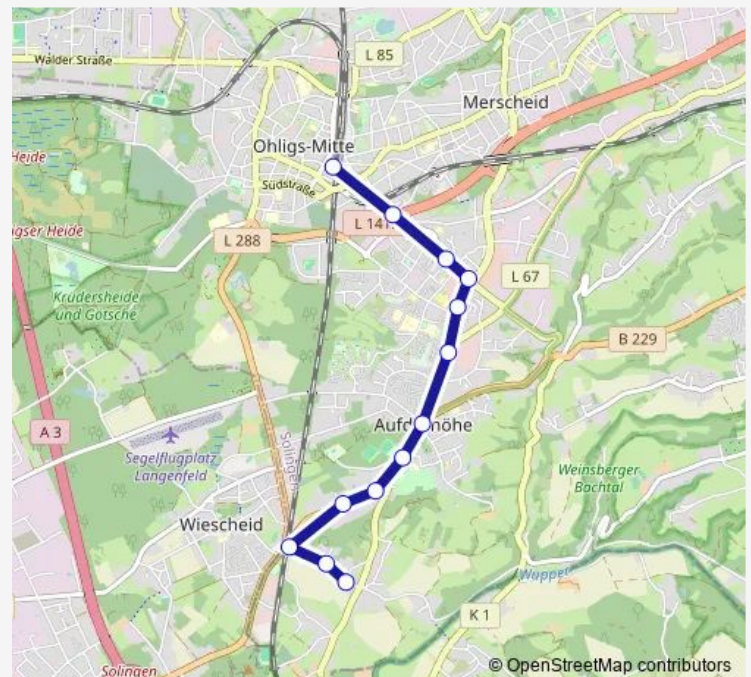 L 85
Walder Straße
Merscheid
Ohligs-Mitte
Heide
Südstraße
L 141
gser Heide
L 288
L 67
Krüdersheide
und Götsche
B 229
A 3
Segelflugplatz
Langenfeld
Weinsberger
Bachtal
Wiescheid
Wupper
K 1
Solingen
© OpenStreetMap contributors